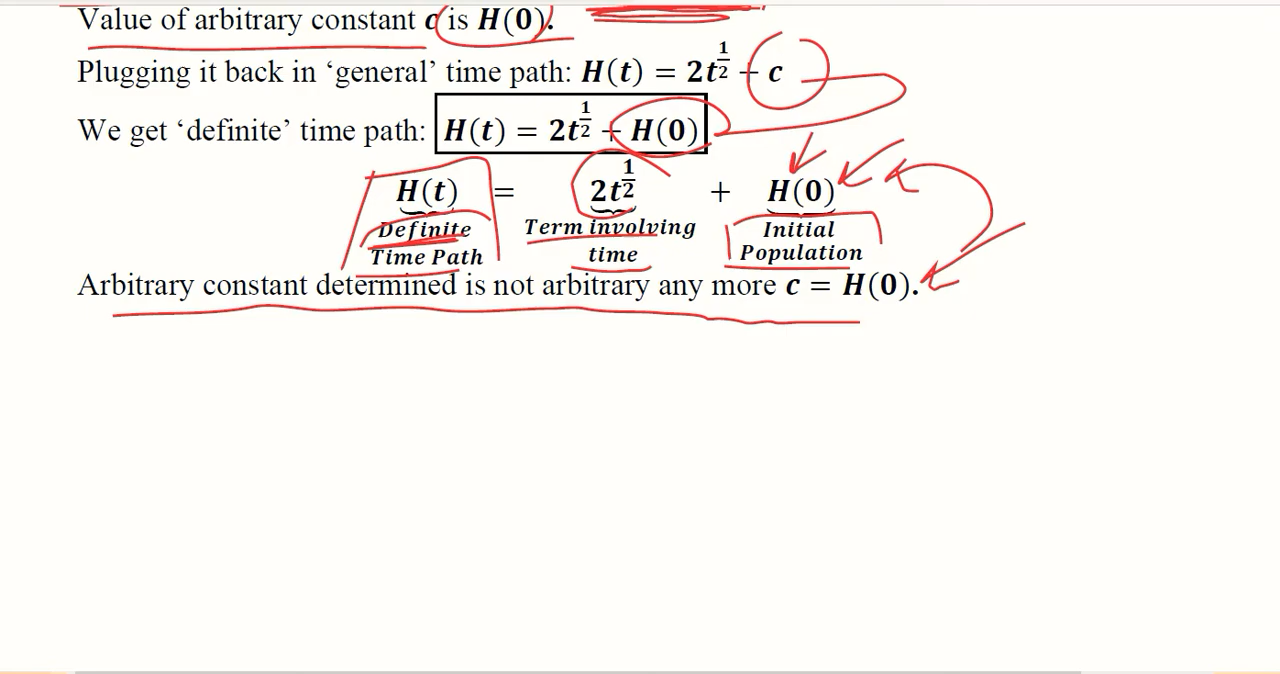 Value of arbitrary constant c is H(0).
Plugging it back in ‘general’ time path: H(t) = 2t^{1/2} + c
We get ‘definite’ time path: H(t) = 2t^{1/2} + H(0)
H(t) = 2t^{1/2} + H(0)
Definite Term involving Initial
Time Path time Population
Arbitrary constant determined is not arbitrary any more c = H(0).